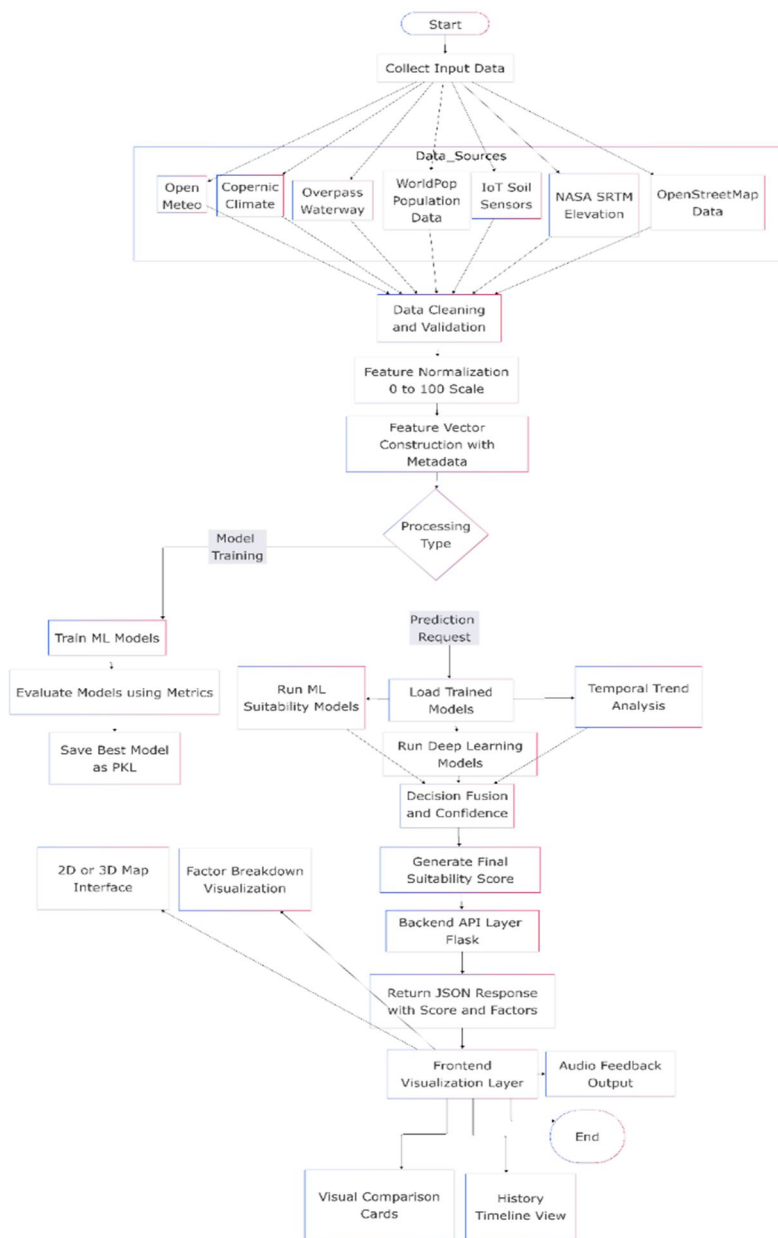 Start
Collect Input Data
Data_Sources
Open
Meteo
Copernic
Climate
Overpass
Waterway
WorldPop
Population
Data
IoT Soil
Sensors
NASA SRTM
Elevation
OpenStreetMap
Data
Data Cleaning
and Validation
Feature Normalization
0 to 100 Scale
Feature Vector
Construction with
Metadata
Processing
Type
Model
Training
Train ML Models
Prediction
Request
Evaluate Models using Metrics
Run ML
Suitability Models
Load Trained
Models
Temporal Trend
Analysis
Save Best Model
as PKL
Run Deep Learning
Models
Decision Fusion
and Confidence
2D or 3D Map
Interface
Factor Breakdown
Visualization
Generate Final
Suitability Score
Backend API Layer
Flask
Return JSON Response
with Score and Factors
Frontend
Visualization Layer
Audio Feedback
Output
End
Visual Comparison
Cards
History
Timeline View